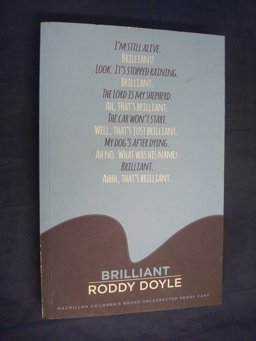 I'M STILL ALIVE.
BRILLIANT!
LOOK. IT'S STOPPED RAINING.
BRILLIANT.
THE LORD IS MY SHEPHERD.
AH, THAT'S BRILLIANT.
THE CAR WON'T START.
WELL, THAT'S JUST BRILLIANT.
MY DOG'S AFTER DYING.
AH NO. WHAT WAS HIS NAME?
BRILLIANT.
AHHH, THAT'S BRILLIANT.
BRILLIANT
RODDY DOYLE
MACMILLAN CHILDREN'S BOOKS UNCORRECTED PROOF COPY